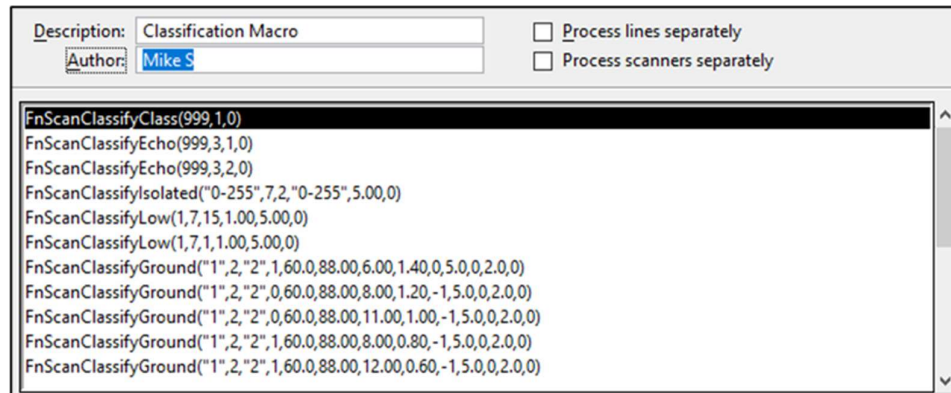 Description: Classification Macro
Process lines separately
Author: Mike S
Process scanners separately
FnScanClassifyClass(999,1,0)
FnScanClassifyEcho(999,3,1,0)
FnScanClassifyEcho(999,3,2,0)
FnScanClassifyIsolated("0-255",7,2,"0-255",5.00,0)
FnScanClassifyLow(1,7,15,1.00,5.00,0)
FnScanClassifyLow(1,7,1,1.00,5.00,0)
FnScanClassifyGround("1",2,"2",1,60.0,88.00,6.00,1.40,0,5.0,0,2.0,0)
FnScanClassifyGround("1",2,"2",0,60.0,88.00,8.00,1.20,-1,5.0,0,2.0,0)
FnScanClassifyGround("1",2,"2",0,60.0,88.00,11.00,1.00,-1,5.0,0,2.0,0)
FnScanClassifyGround("1",2,"2",1,60.0,88.00,8.00,0.80,-1,5.0,0,2.0,0)
FnScanClassifyGround("1",2,"2",1,60.0,88.00,12.00,0.60,-1,5.0,0,2.0,0)